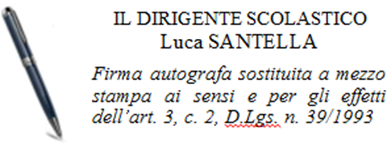 IL DIRIGENTE SCOLASTICO
Luca SANTELLA
Firma autografa sostituita a mezzo
stampa ai sensi e per gli effetti
dell'art. 3, c. 2, D.Lgs. n. 39/1993